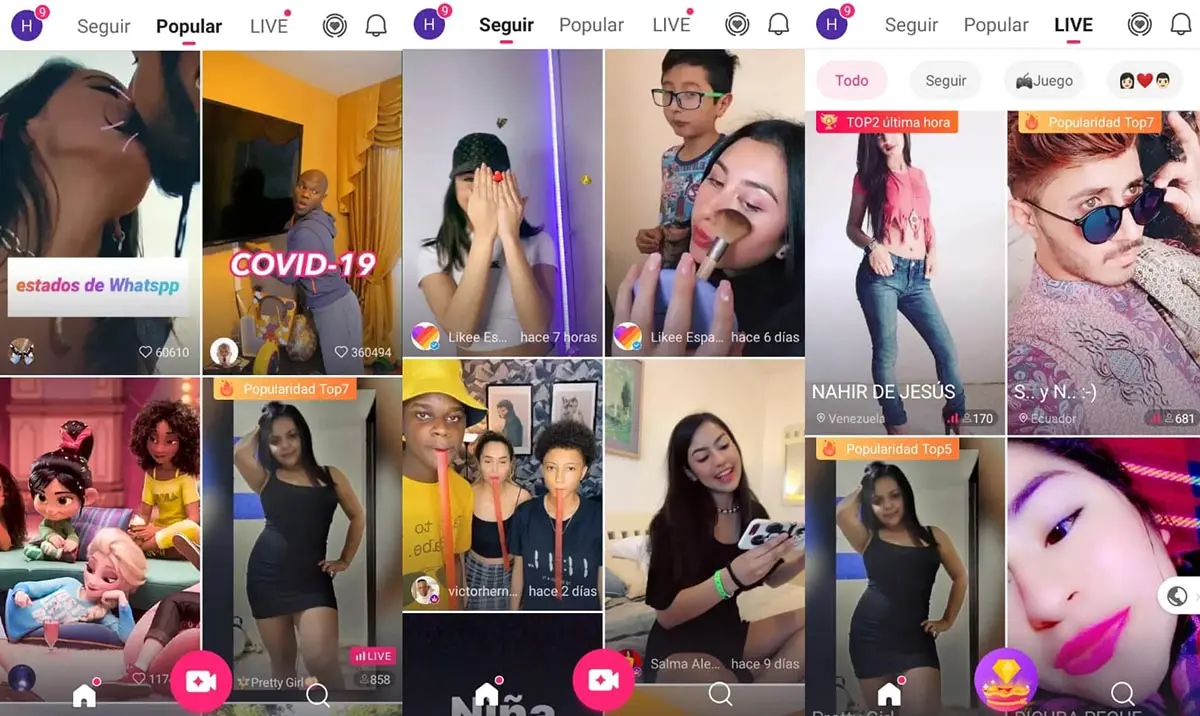 H
9
Seguir
Popular
LIVE
estados de Whatspp
60610
COVID-19
360494
Popularidad Top7
LIVE
Pretty Girl
858
H
9
Seguir
Popular
LIVE
Likee Es...
hace 7 horas
Likee Espa...
hace 6 días
victorhern...
hace 2 días
Salma Ale...
hace 9 días
Niña
H
9
Seguir
Popular
LIVE
Todo
Seguir
Juego
TOP2 última hora
NAHIR DE JESÚS
Venezuela
170
Popularidad Top7
S.. y N.. :-)
Ecuador
681
Popularidad Top5
Pretty Girl